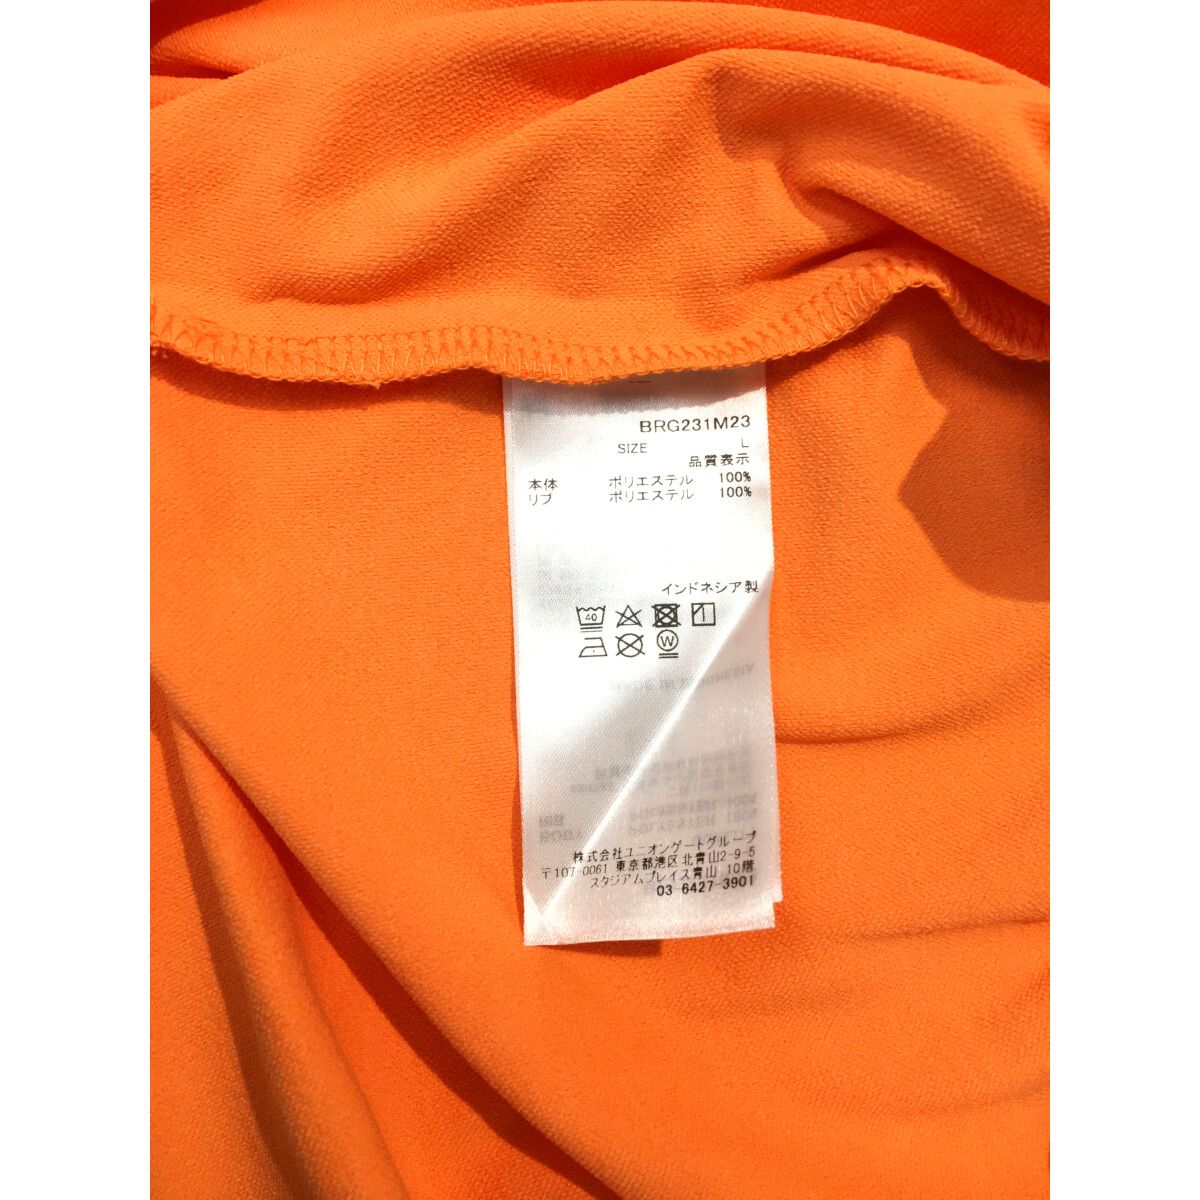 BRG231M23
SIZE L
品質表示
本体 ポリエステル 100%
リブ ポリエステル 100%
インドネシア製
40
W
株式会社ユニオンゲートグループ
〒107-0061 東京都港区北青山2-9-5
スタジアムプレイス青山 10階
03 6427-3901